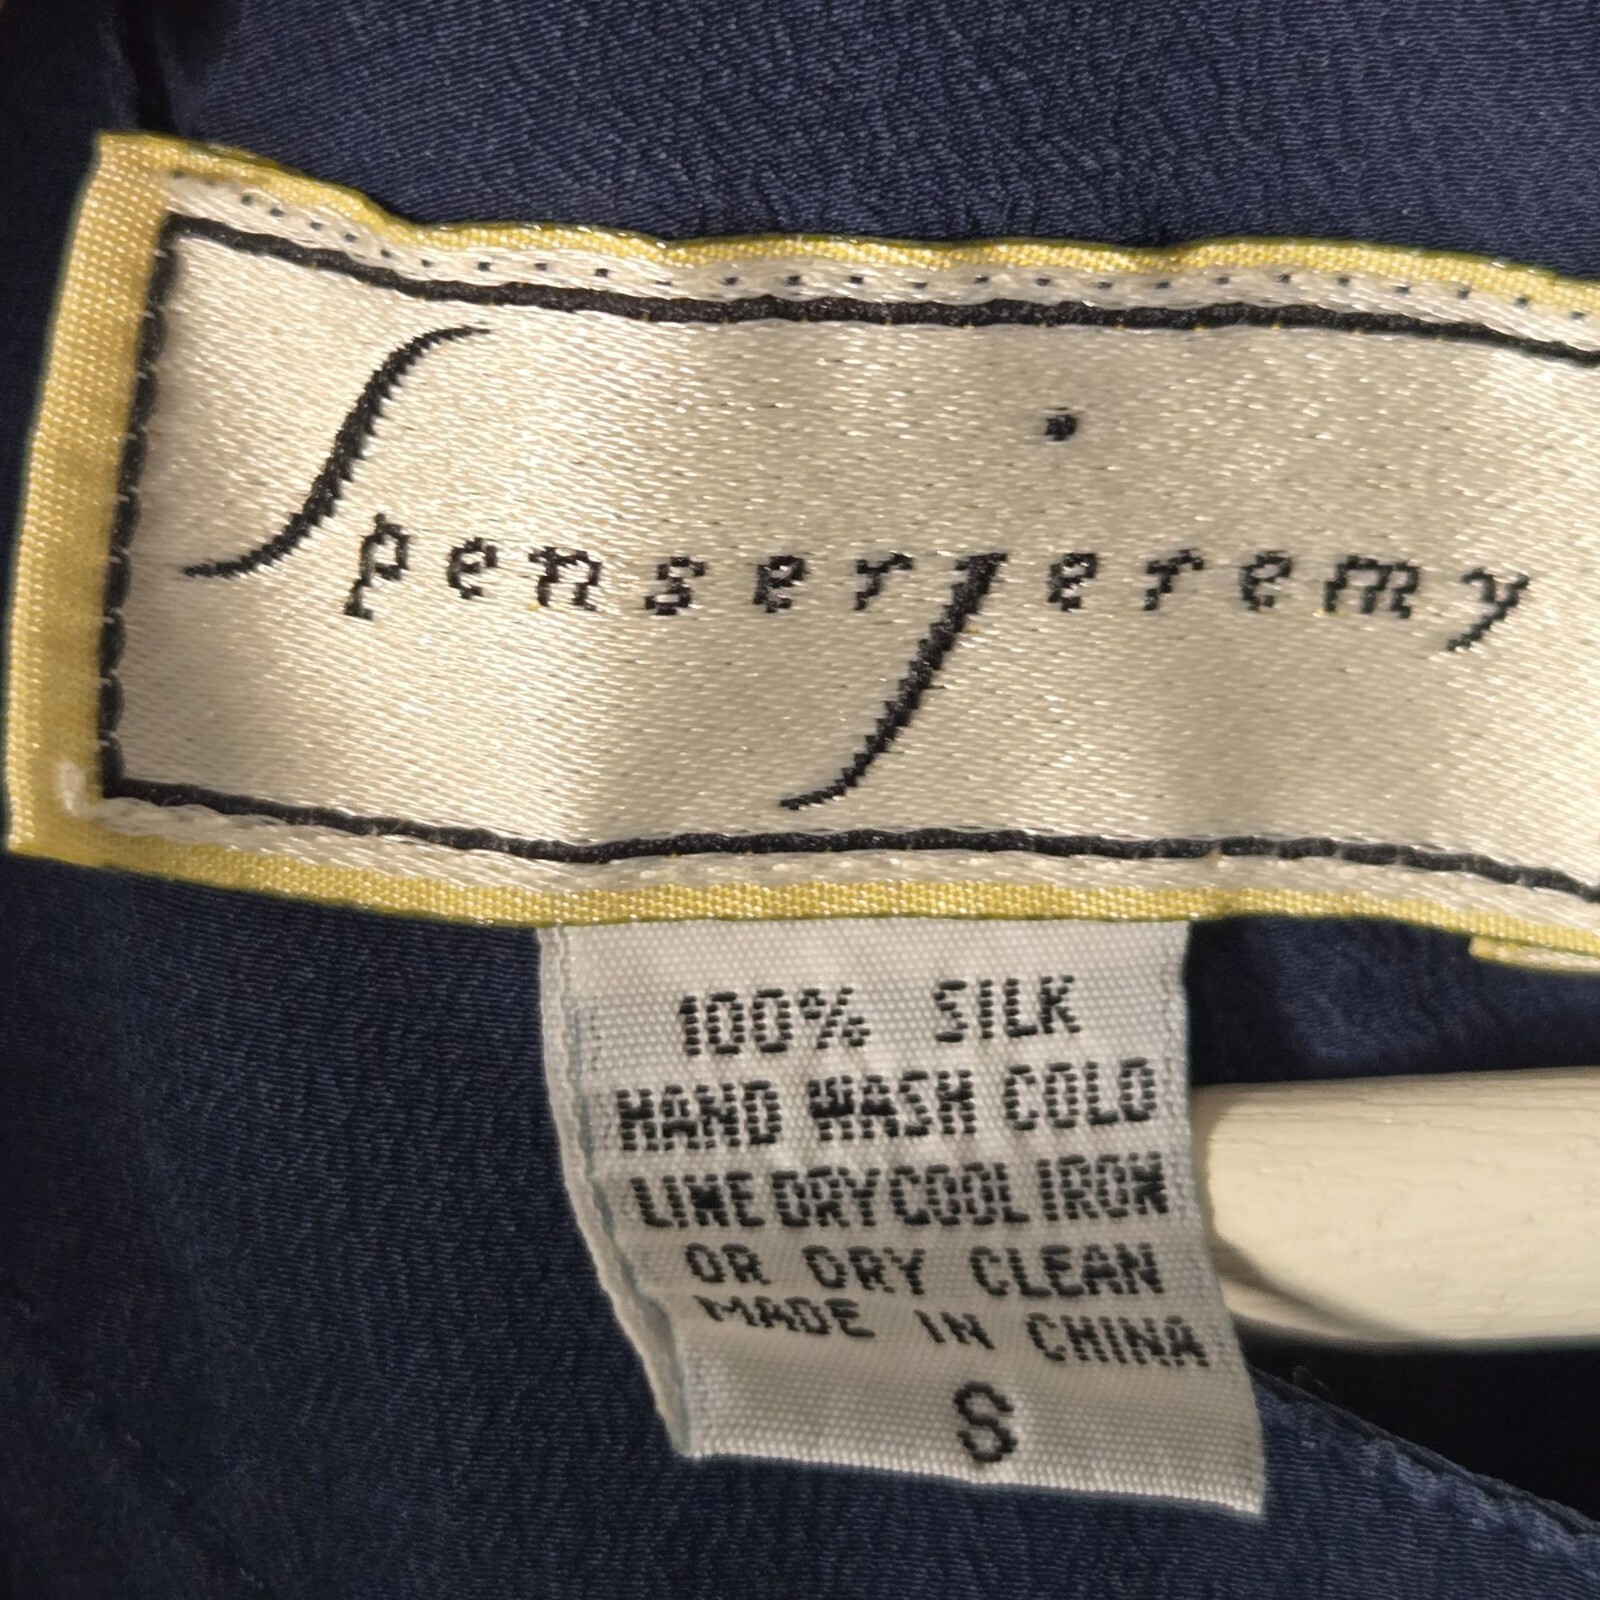 Spenserjeremy
100% SILK
HAND WASH COLD
LINE DRY COOL IRON
OR DRY CLEAN
MADE IN CHINA
S